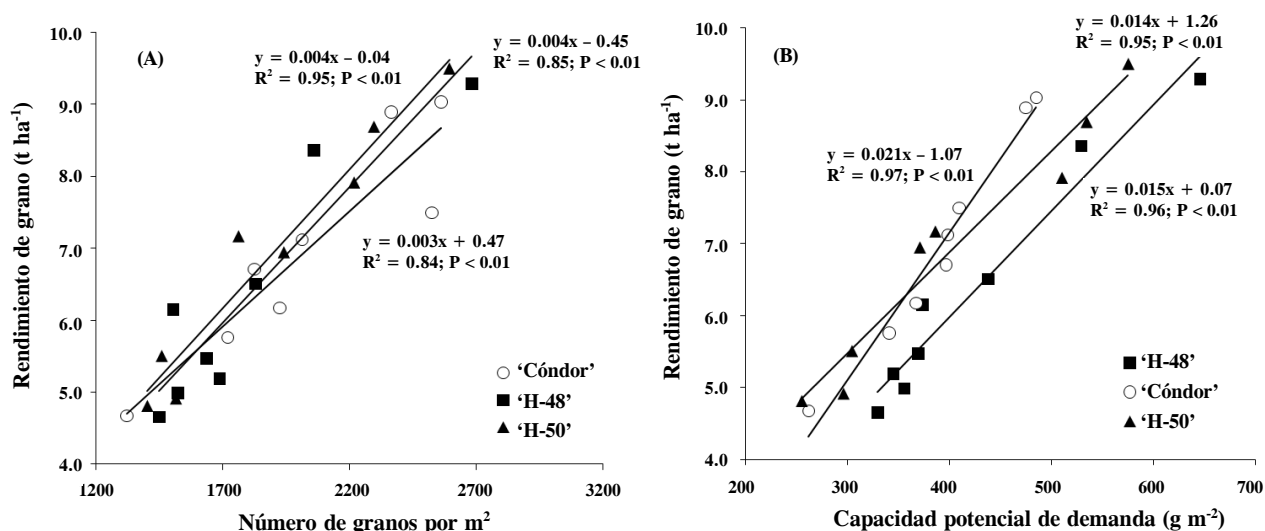 10.0
9.0
8.0
7.0
6.0
5.0
4.0
Rendimiento de grano (t ha⁻¹)
(A)
y = 0.004x – 0.04
R² = 0.95; P < 0.01
y = 0.004x – 0.45
R² = 0.85; P < 0.01
y = 0.003x + 0.47
R² = 0.84; P < 0.01
‘Cóndor’
‘H-48’
‘H-50’
1200 1700 2200 2700 3200
Número de granos por m²
10.0
9.0
8.0
7.0
6.0
5.0
4.0
Rendimiento de grano (t ha⁻¹)
(B)
y = 0.014x + 1.26
R² = 0.95; P < 0.01
y = 0.021x – 1.07
R² = 0.97; P < 0.01
y = 0.015x + 0.07
R² = 0.96; P < 0.01
‘H-48’
‘Cóndor’
‘H-50’
200 300 400 500 600 700
Capacidad potencial de demanda (g m⁻²)